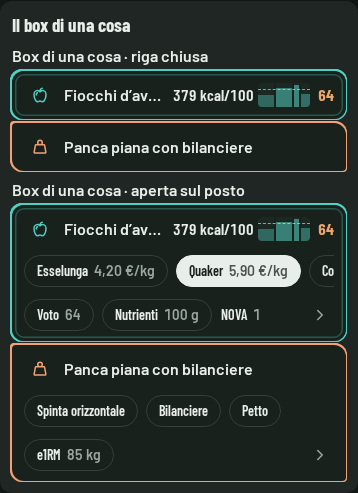 Il box di una cosa
Box di una cosa · riga chiusa
Fiocchi d’av… 379 kcal/100 64
Panca piana con bilanciere
Box di una cosa · aperta sul posto
Fiocchi d’av… 379 kcal/100 64
Esselunga 4,20 €/kg Quaker 5,90 €/kg Co
Voto 64 Nutrienti 100 g NOVA 1
Panca piana con bilanciere
Spinta orizzontale Bilanciere Petto
e1RM 85 kg